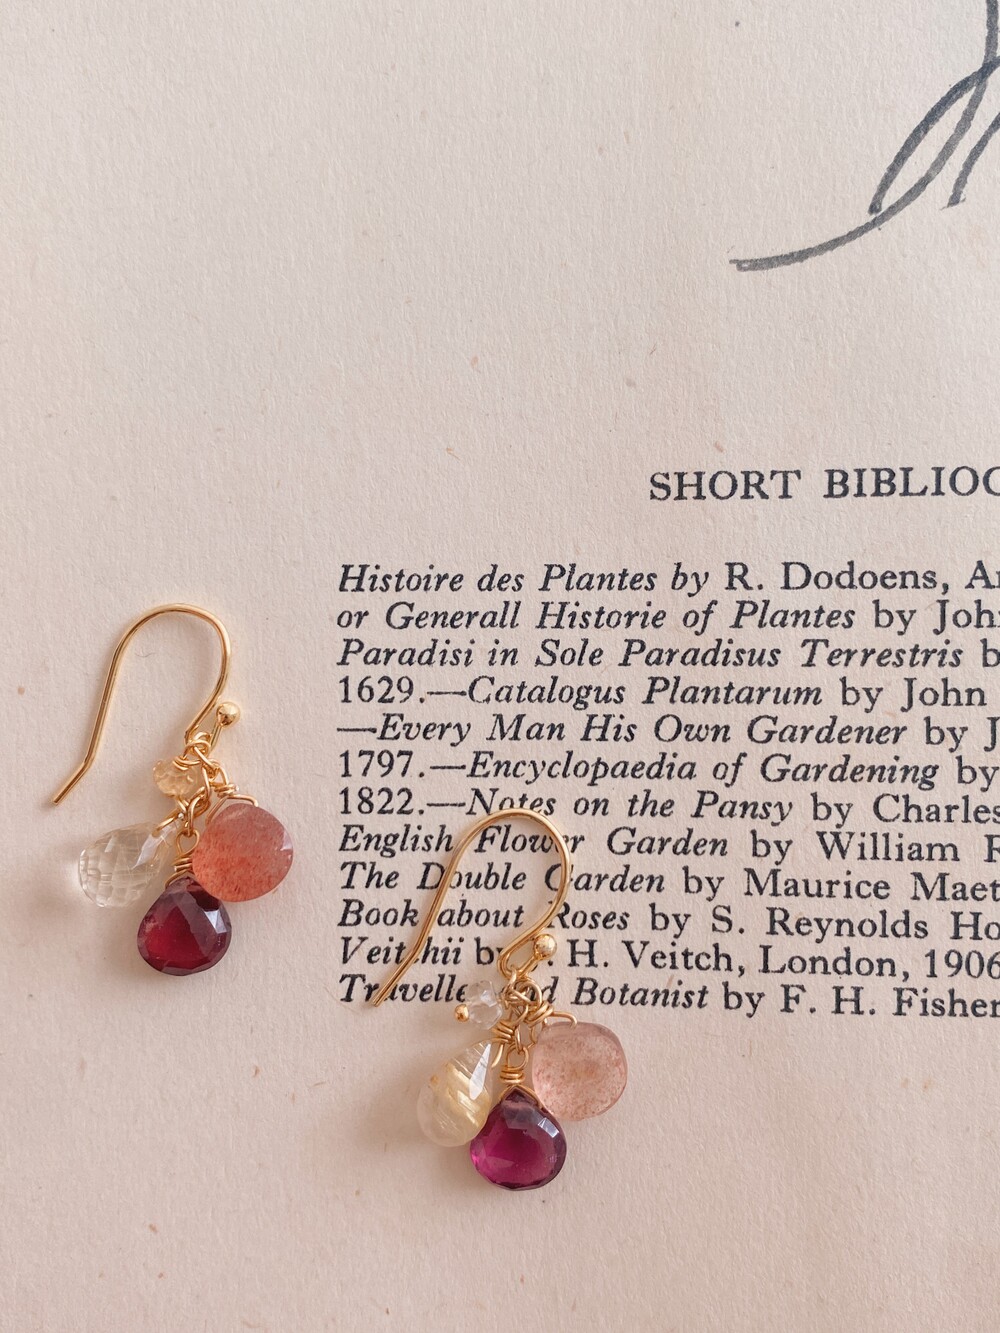 SHORT BIBLIOG
Histoire des Plantes by R. Dodoens, An
or Generall Historie of Plantes by John
Paradisi in Sole Paradisus Terrestris b
1629.—Catalogus Plantarum by John
—Every Man His Own Gardener by J
1797.—Encyclopaedia of Gardening by
1822.—Notes on the Pansy by Charles
English Flower Garden by William R
The Double Garden by Maurice Maet
Book about Roses by S. Reynolds Ho
Veitchii by H. Veitch, London, 1906
Traveller and Botanist by F. H. Fisher